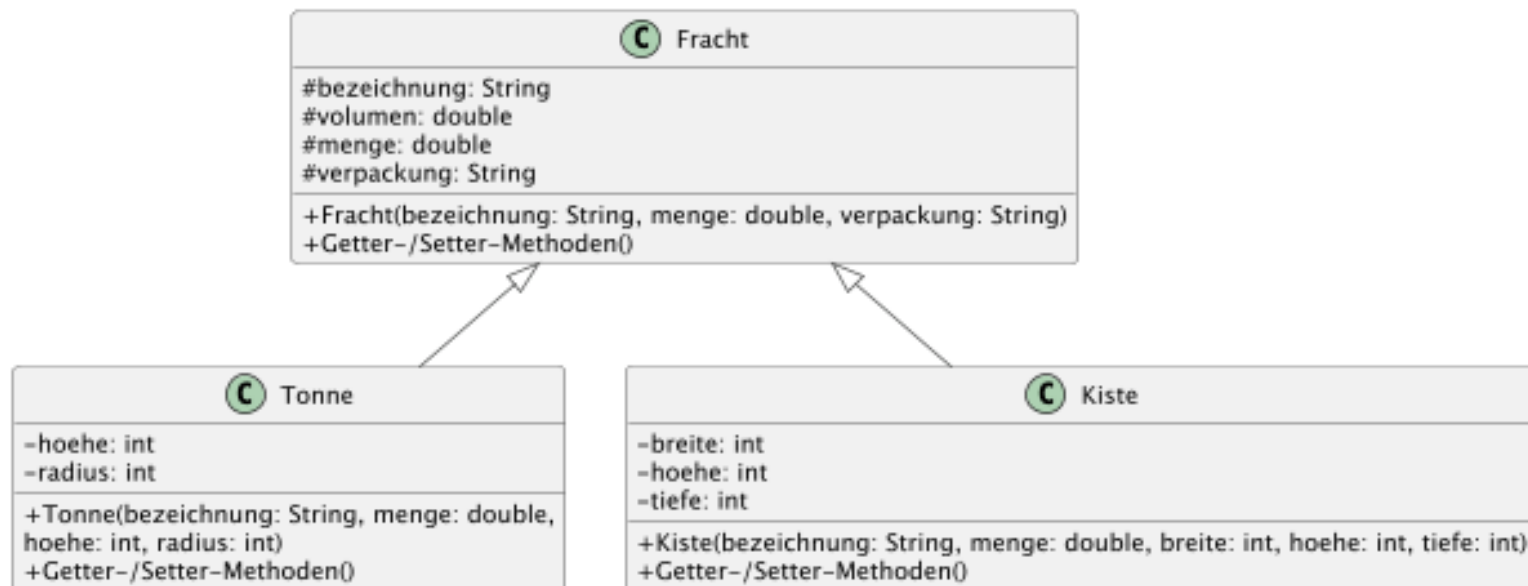 C Fracht
#bezeichnung: String
#volumen: double
#menge: double
#verpackung: String
+Fracht(bezeichnung: String, menge: double, verpackung: String)
+Getter-/Setter-Methoden()
C Tonne
-hoehe: int
-radius: int
+Tonne(bezeichnung: String, menge: double,
hoehe: int, radius: int)
+Getter-/Setter-Methoden()
C Kiste
-breite: int
-hoehe: int
-tiefe: int
+Kiste(bezeichnung: String, menge: double, breite: int, hoehe: int, tiefe: int)
+Getter-/Setter-Methoden()